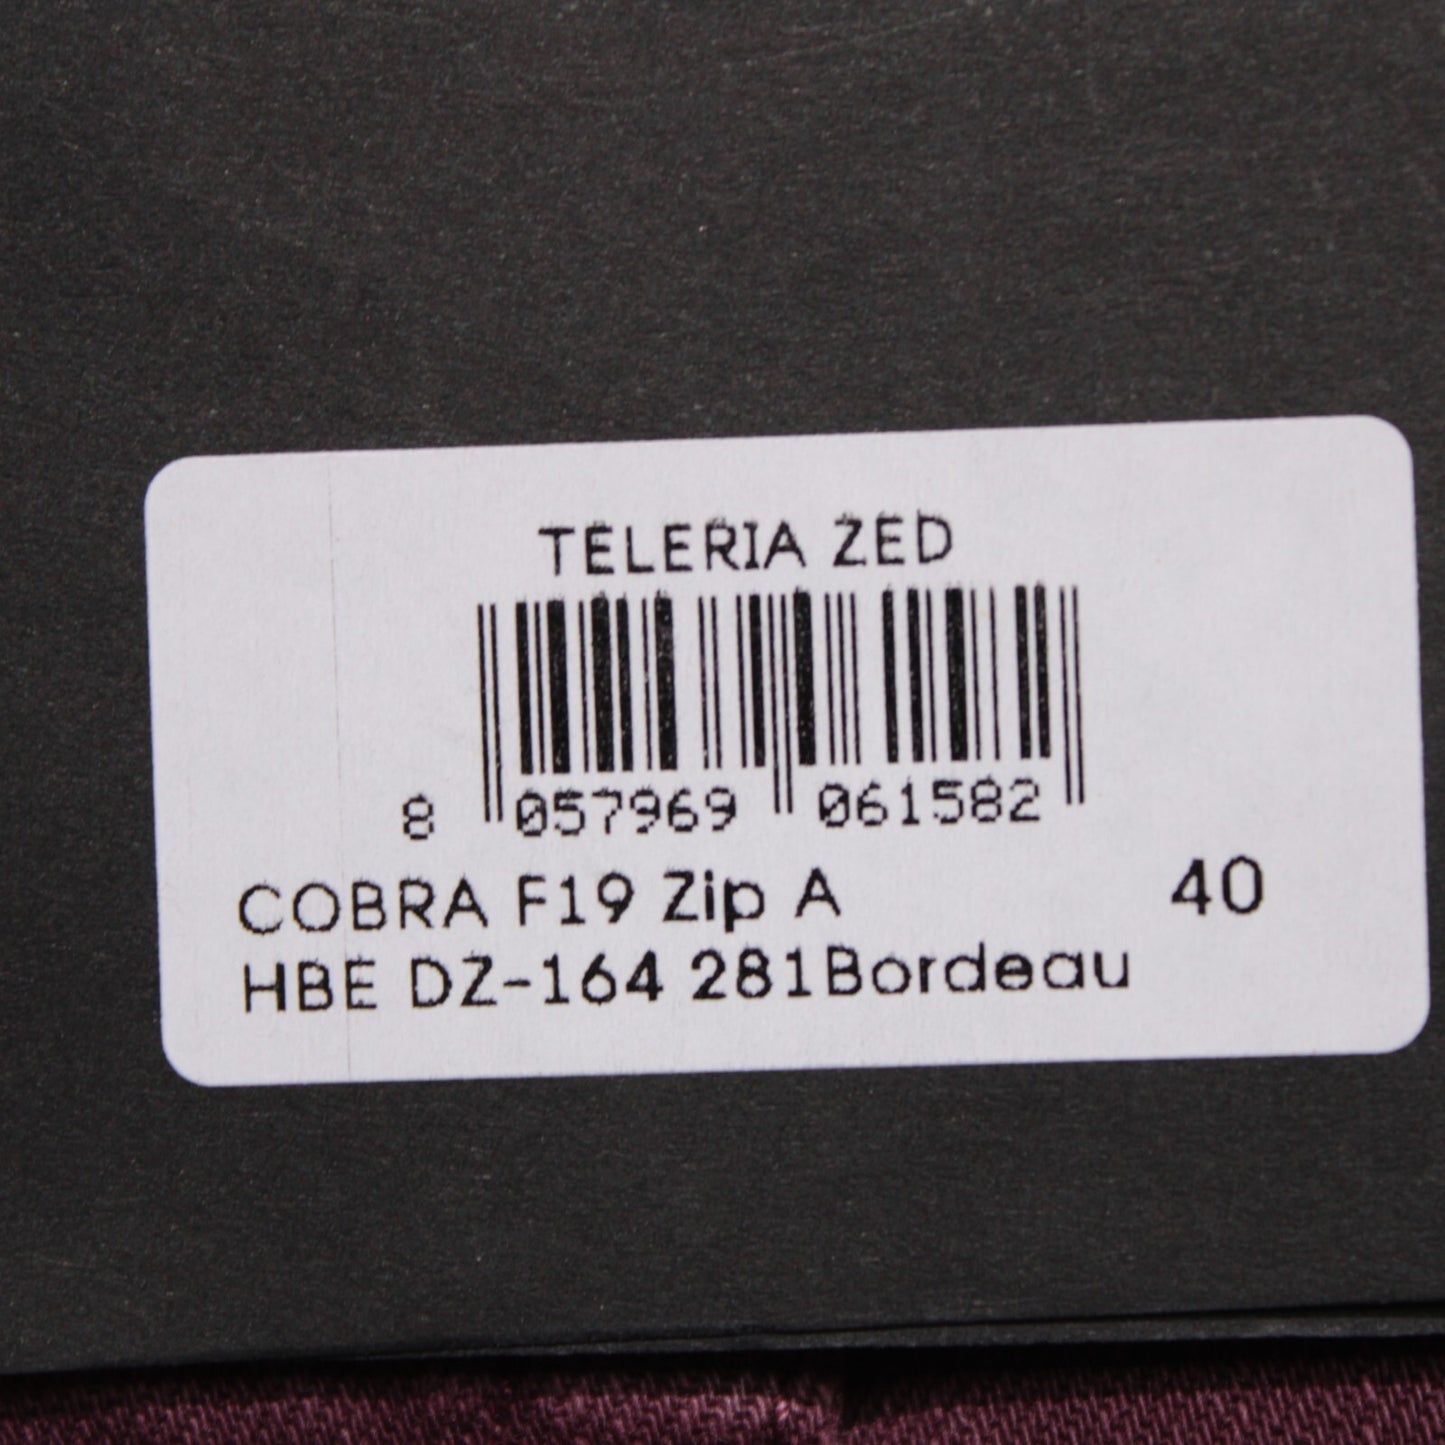 TELERIA ZED
8 057969 061582
COBRA F19 Zip A 40
HBE DZ-164 281Bordeau